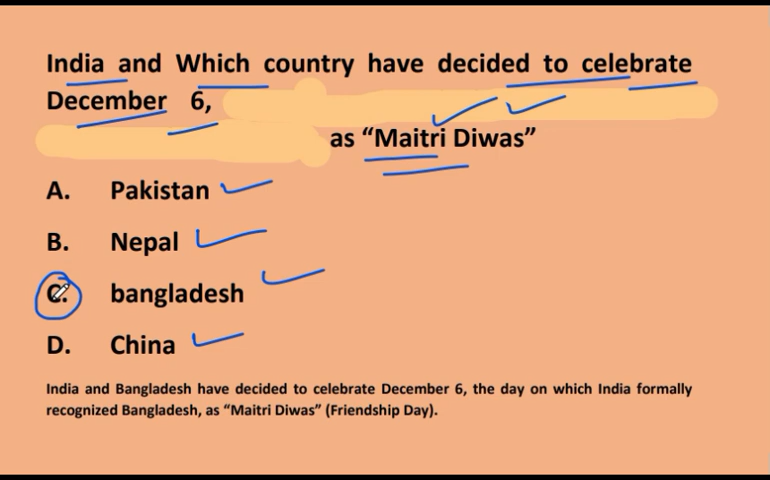 India and Which country have decided to celebrate
December 6,
as “Maitri Diwas”
A. Pakistan
B. Nepal
C. bangladesh
D. China
India and Bangladesh have decided to celebrate December 6, the day on which India formally
recognized Bangladesh, as “Maitri Diwas” (Friendship Day).